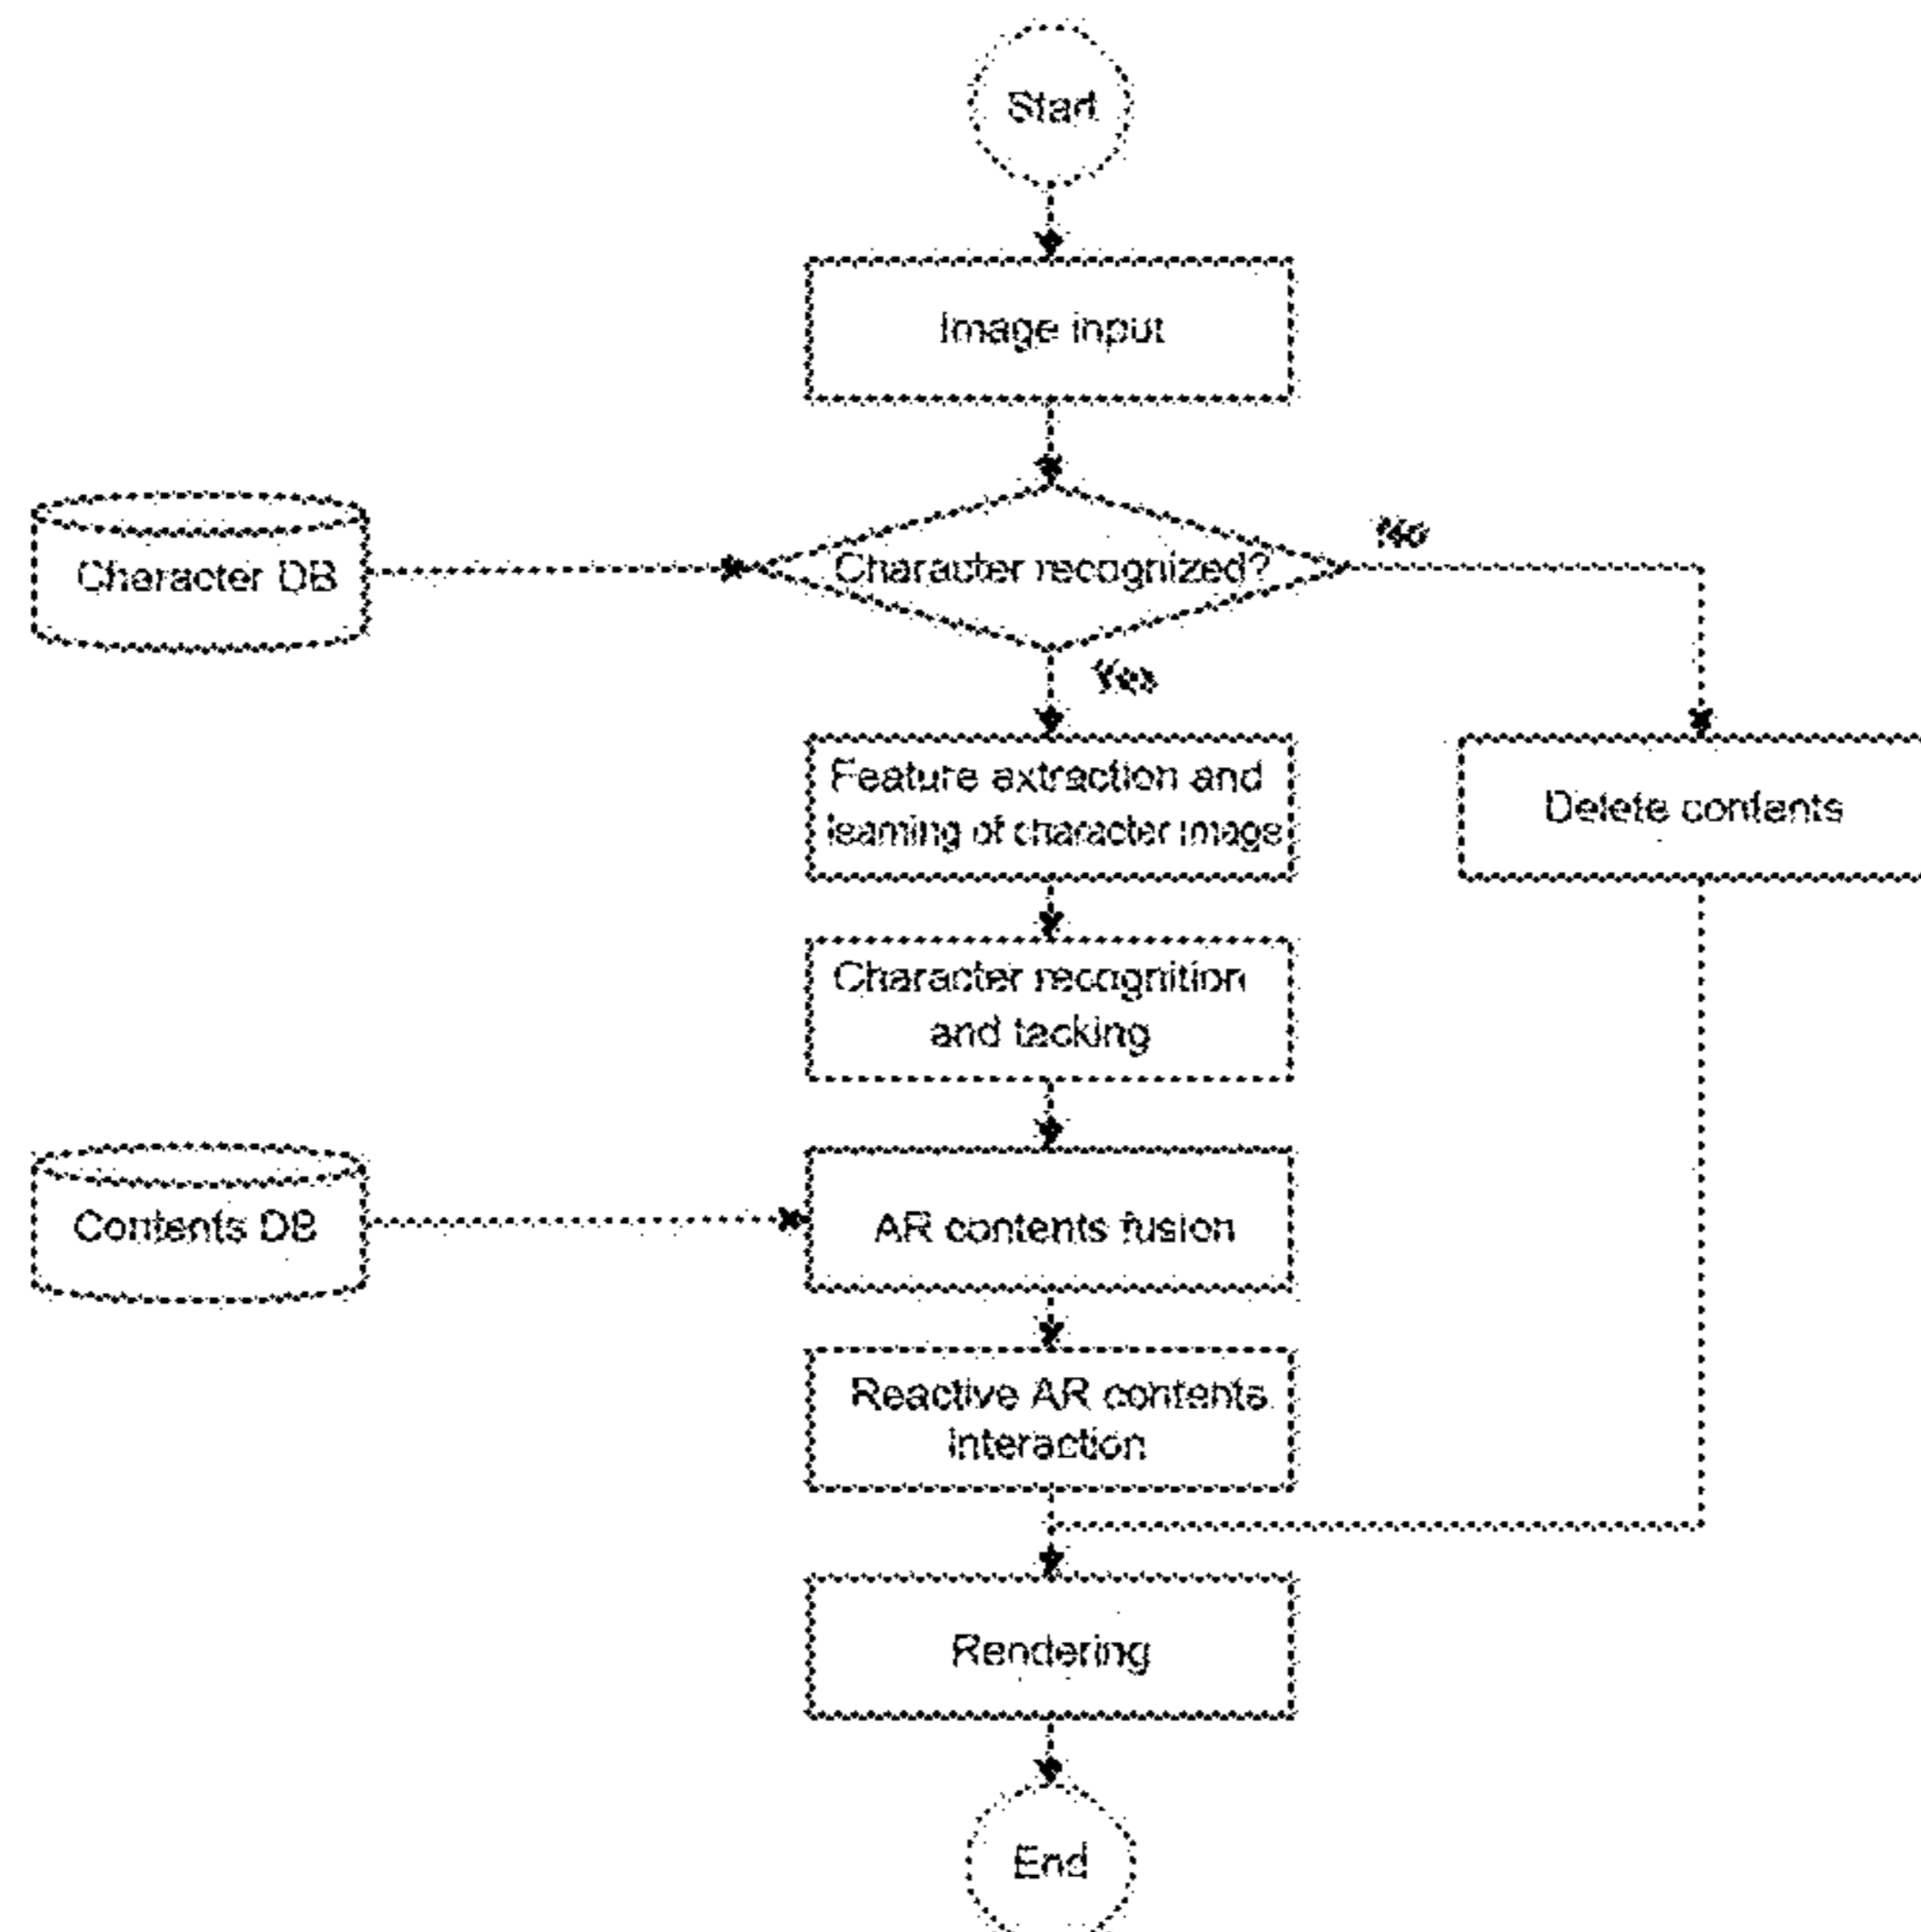 Start
Image input
Character DB
Character recognized?
No
Yes
Feature extraction and
learning of character image
Delete contents
Character recognition
and tacking
Contents DB
AR contents fusion
Reactive AR contents
interaction
Rendering
End